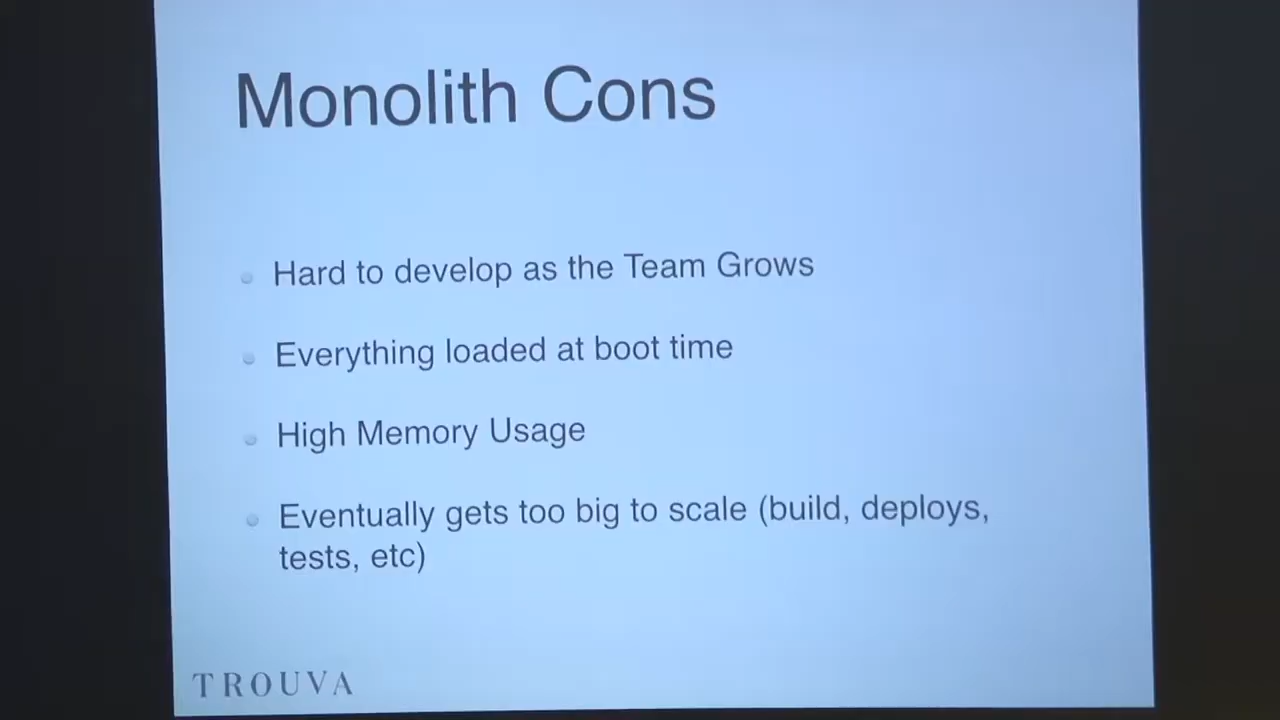 Monolith Cons
Hard to develop as the Team Grows
Everything loaded at boot time
High Memory Usage
Eventually gets too big to scale (build, deploys,
tests, etc)
TROUVA